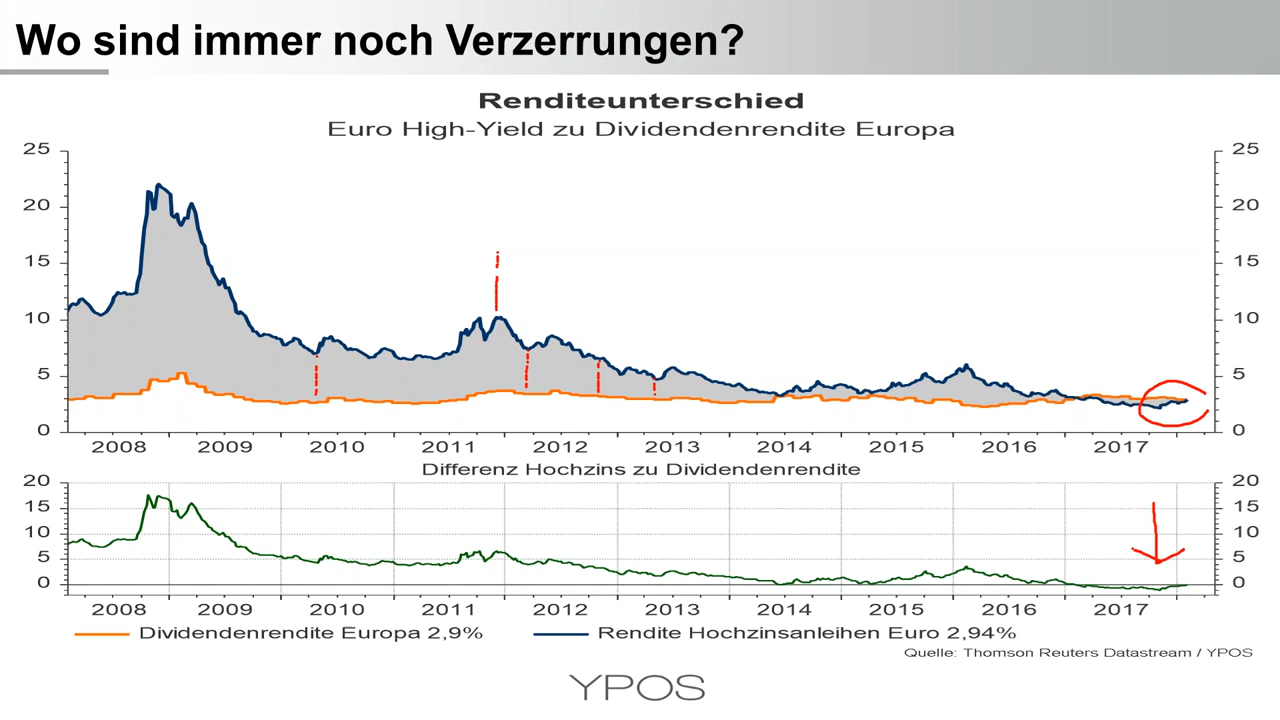 Wo sind immer noch Verzerrungen?
Renditeunterschied
Euro High-Yield zu Dividendenrendite Europa
25 25
20 20
15 15
10 10
5 5
0 0
2008 2009 2010 2011 2012 2013 2014 2015 2016 2017
Differenz Hochzins zu Dividendenrendite
20 20
15 15
10 10
5 5
0 0
2008 2009 2010 2011 2012 2013 2014 2015 2016 2017
Dividendenrendite Europa 2,9% Rendite Hochzinsanleihen Euro 2,94%
Quelle: Thomson Reuters Datastream / YPOS
YPOS